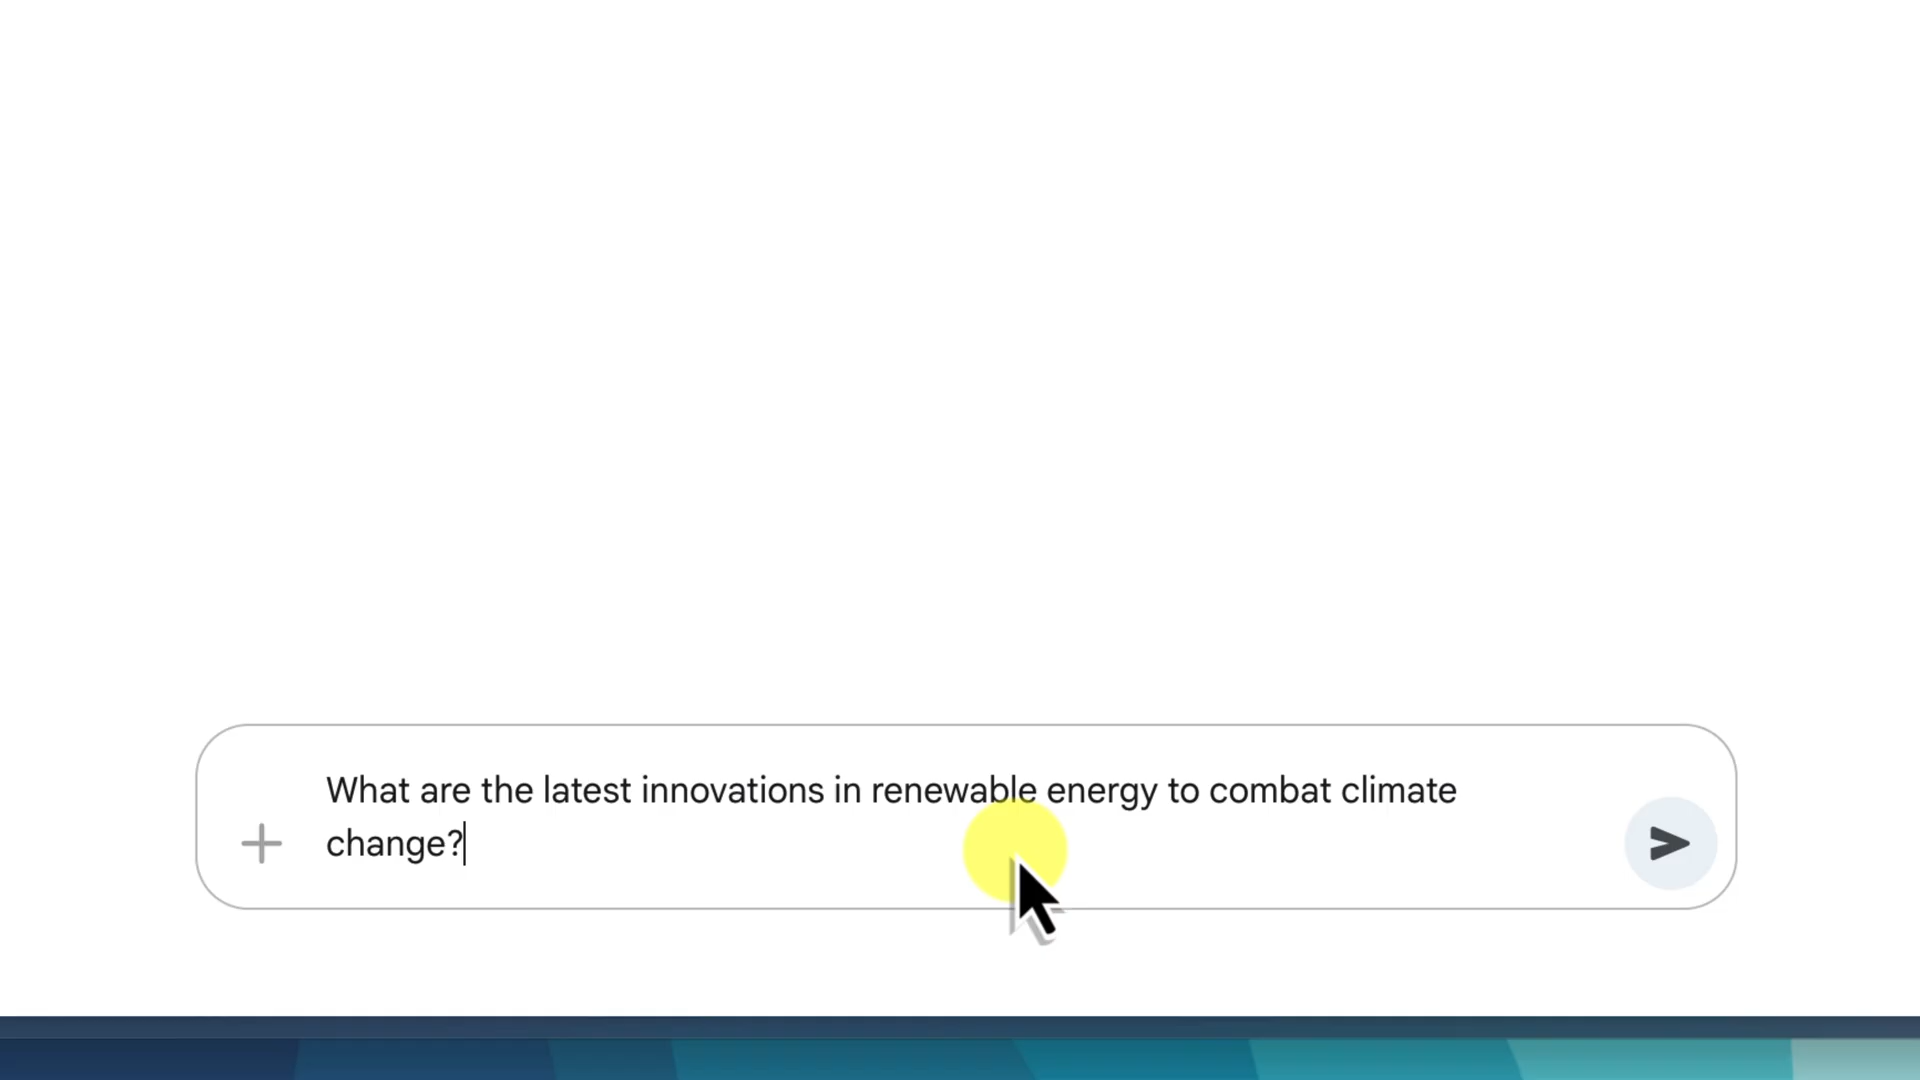 What are the latest innovations in renewable energy to combat climate
change?